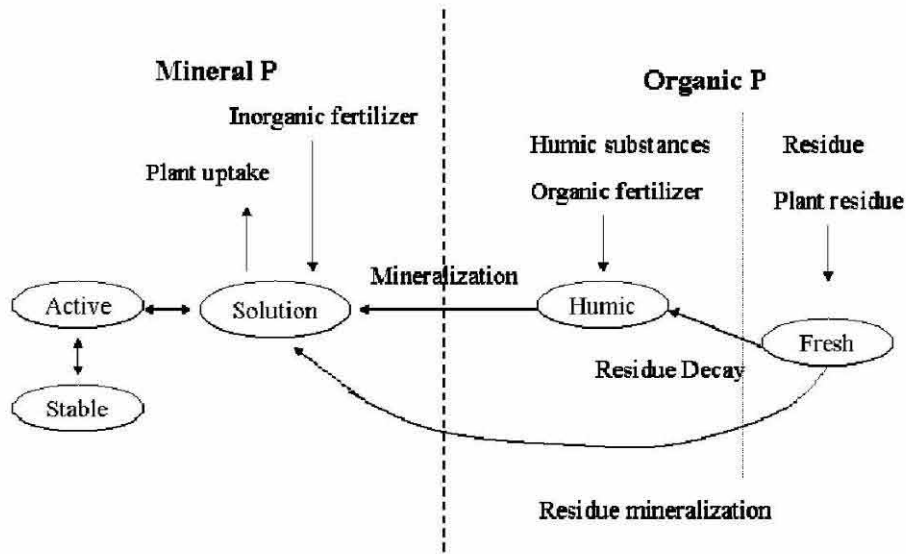 Mineral P
Organic P
Inorganic fertilizer
Humic substances
Residue
Plant uptake
Organic fertilizer
Plant residue
Mineralization
Active
Solution
Humic
Fresh
Residue Decay
Stable
Residue mineralization